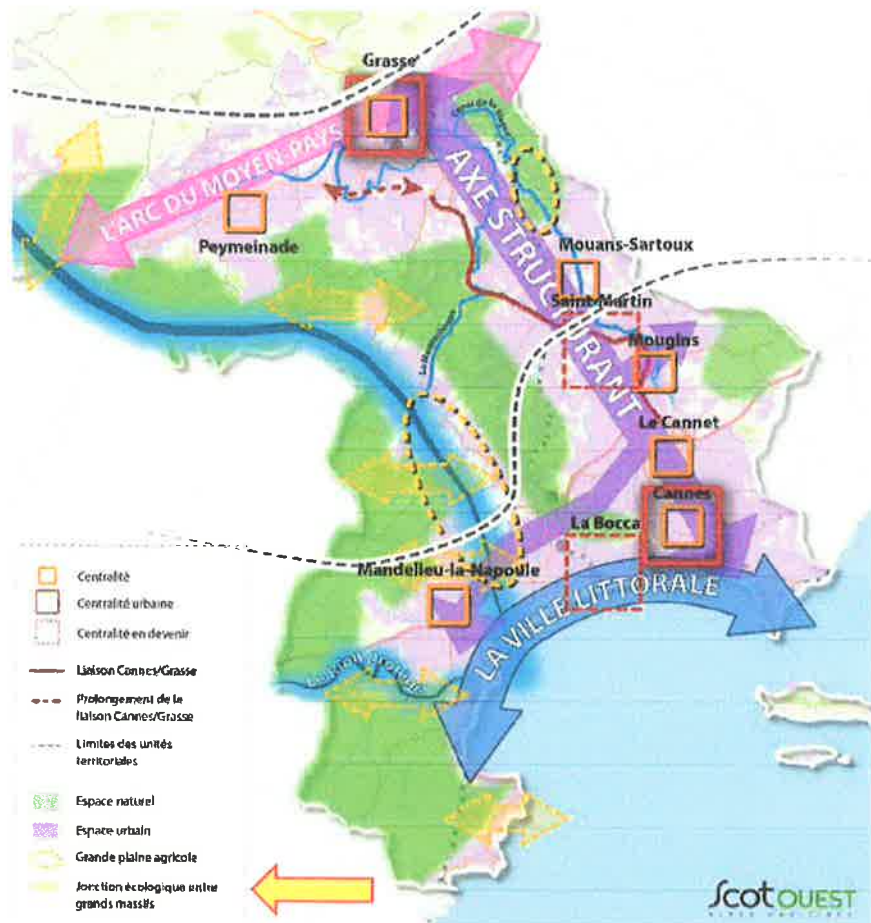 Grasse
L'ARC DU MOYEN-PAYS
AXE STRUCTURANT
Peymeinade
Mouans-Sartoux
Saint-Martin
Mougins
Le Cannet
Cannes
La Bocca
Mandelieu-la-Napoule
LA VILLE LITTORALE
Centralité
Centralité urbaine
Centralité en devenir
Liaison Cannes/Grasse
Prolongement de la
liaison Cannes/Grasse
Limites des unités
territoriales
Espace naturel
Espace urbain
Grande plaine agricole
Jonction écologique entre
grands massifs
Scot OUEST